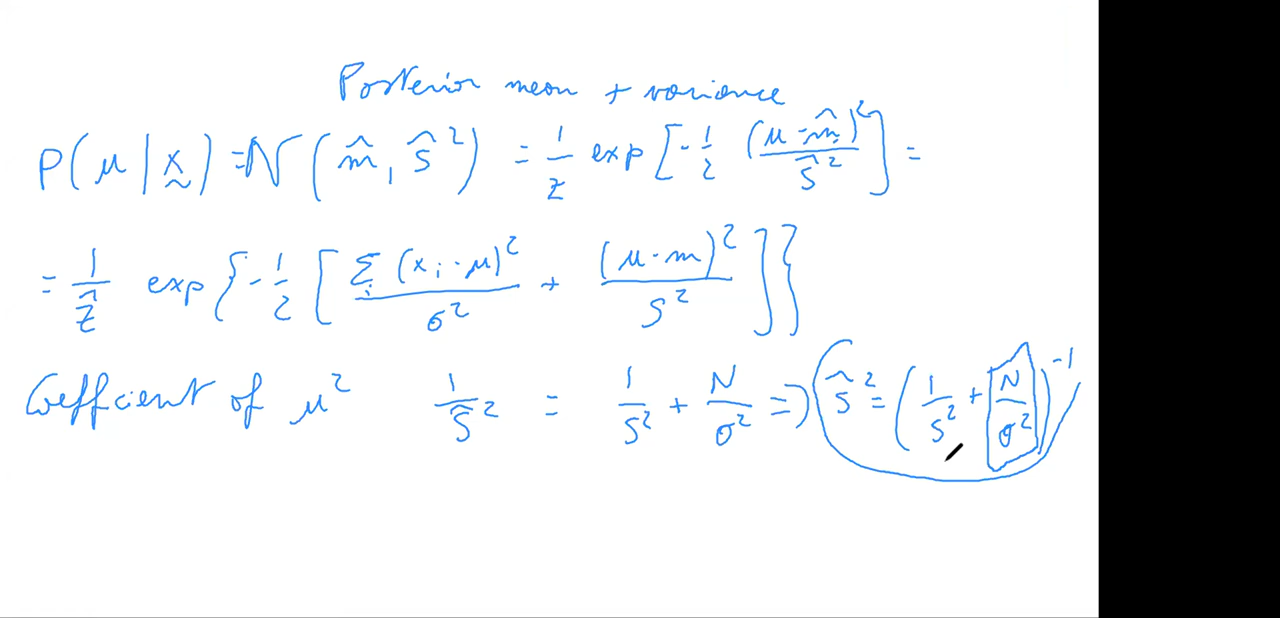 Posterior mean + variance
P(μ|x̰) = N(m̂, ŝ²) = 1/z exp[-1/2 (μ-m̂)²/ŝ²] =
= 1/ẑ exp{-1/2 [Σᵢ(xᵢ-μ)²/σ² + (μ-m)²/s²]}
Coefficient of μ² 1/ŝ² = 1/s² + N/σ² => ŝ² = (1/s² + N/σ²)⁻¹